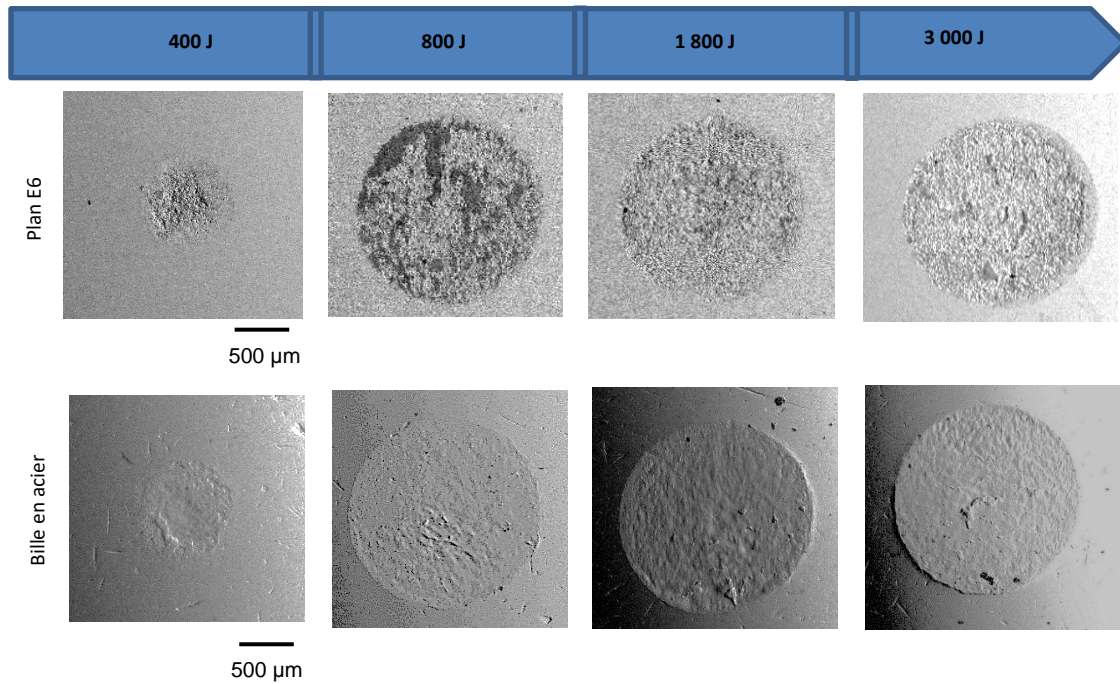 400 J
800 J
1 800 J
3 000 J
Plan E6
500 µm
Bille en acier
500 µm